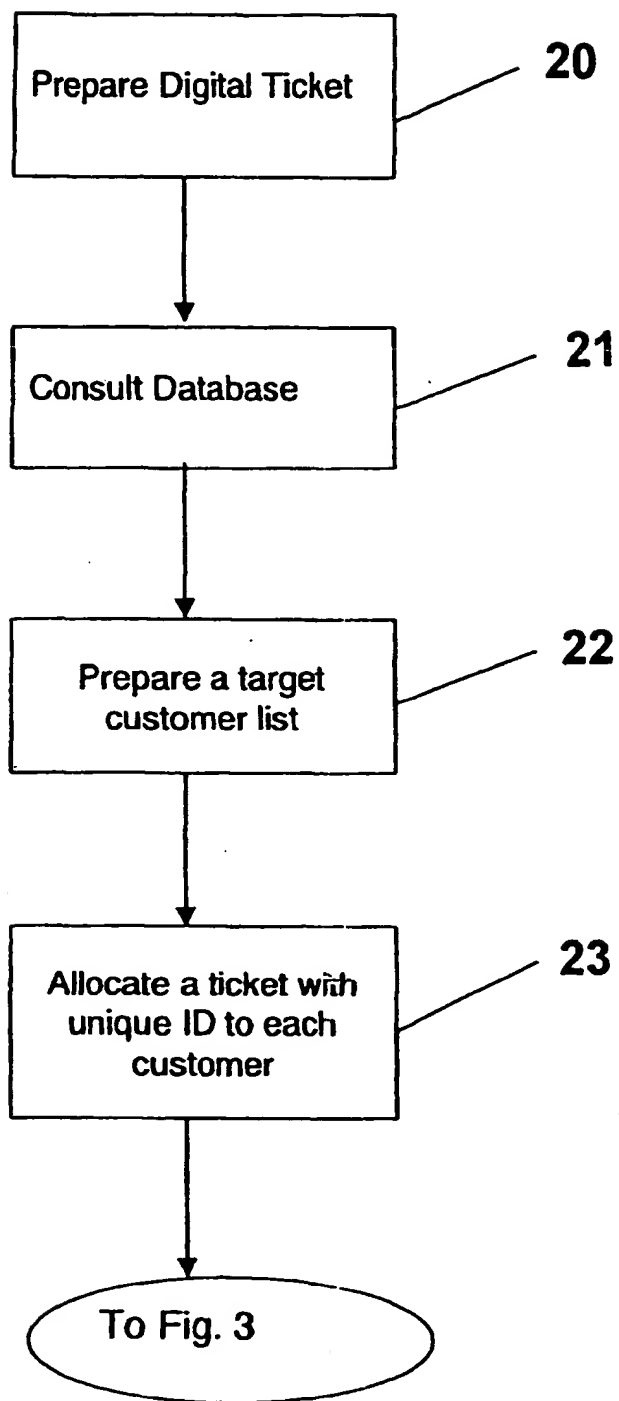 Prepare Digital Ticket
20
Consult Database
21
Prepare a target
customer list
22
Allocate a ticket with
unique ID to each
customer
23
To Fig. 3